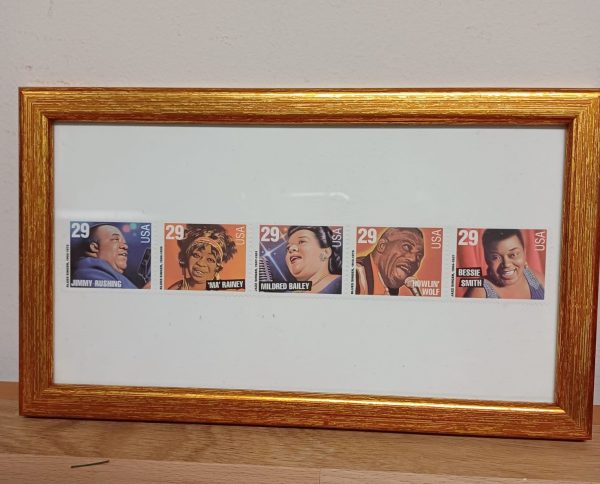 29
USA
JIMMY RUSHING
29
USA
'MA' RAINEY
29
USA
MILDRED BAILEY
29
USA
HOWLIN'
WOLF
29
USA
BESSIE
SMITH